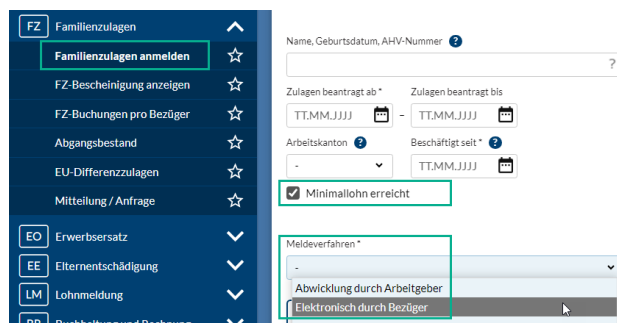 FZ Familienzulagen
Familienzulagen anmelden
FZ-Bescheinigung anzeigen
FZ-Buchungen pro Bezüger
Abgangsbestand
EU-Differenzzulagen
Mitteilung / Anfrage
EO Erwerbsersatz
EE Elternentschädigung
LM Lohnmeldung
Name, Geburtsdatum, AHV-Nummer ?
?
Zulagen beantragt ab * Zulagen beantragt bis
TT.MM.JJJJ – TT.MM.JJJJ
Arbeitskanton ? Beschäftigt seit * ?
- TT.MM.JJJJ
Minimallohn erreicht
Meldeverfahren *
-
Abwicklung durch Arbeitgeber
Elektronisch durch Bezüger